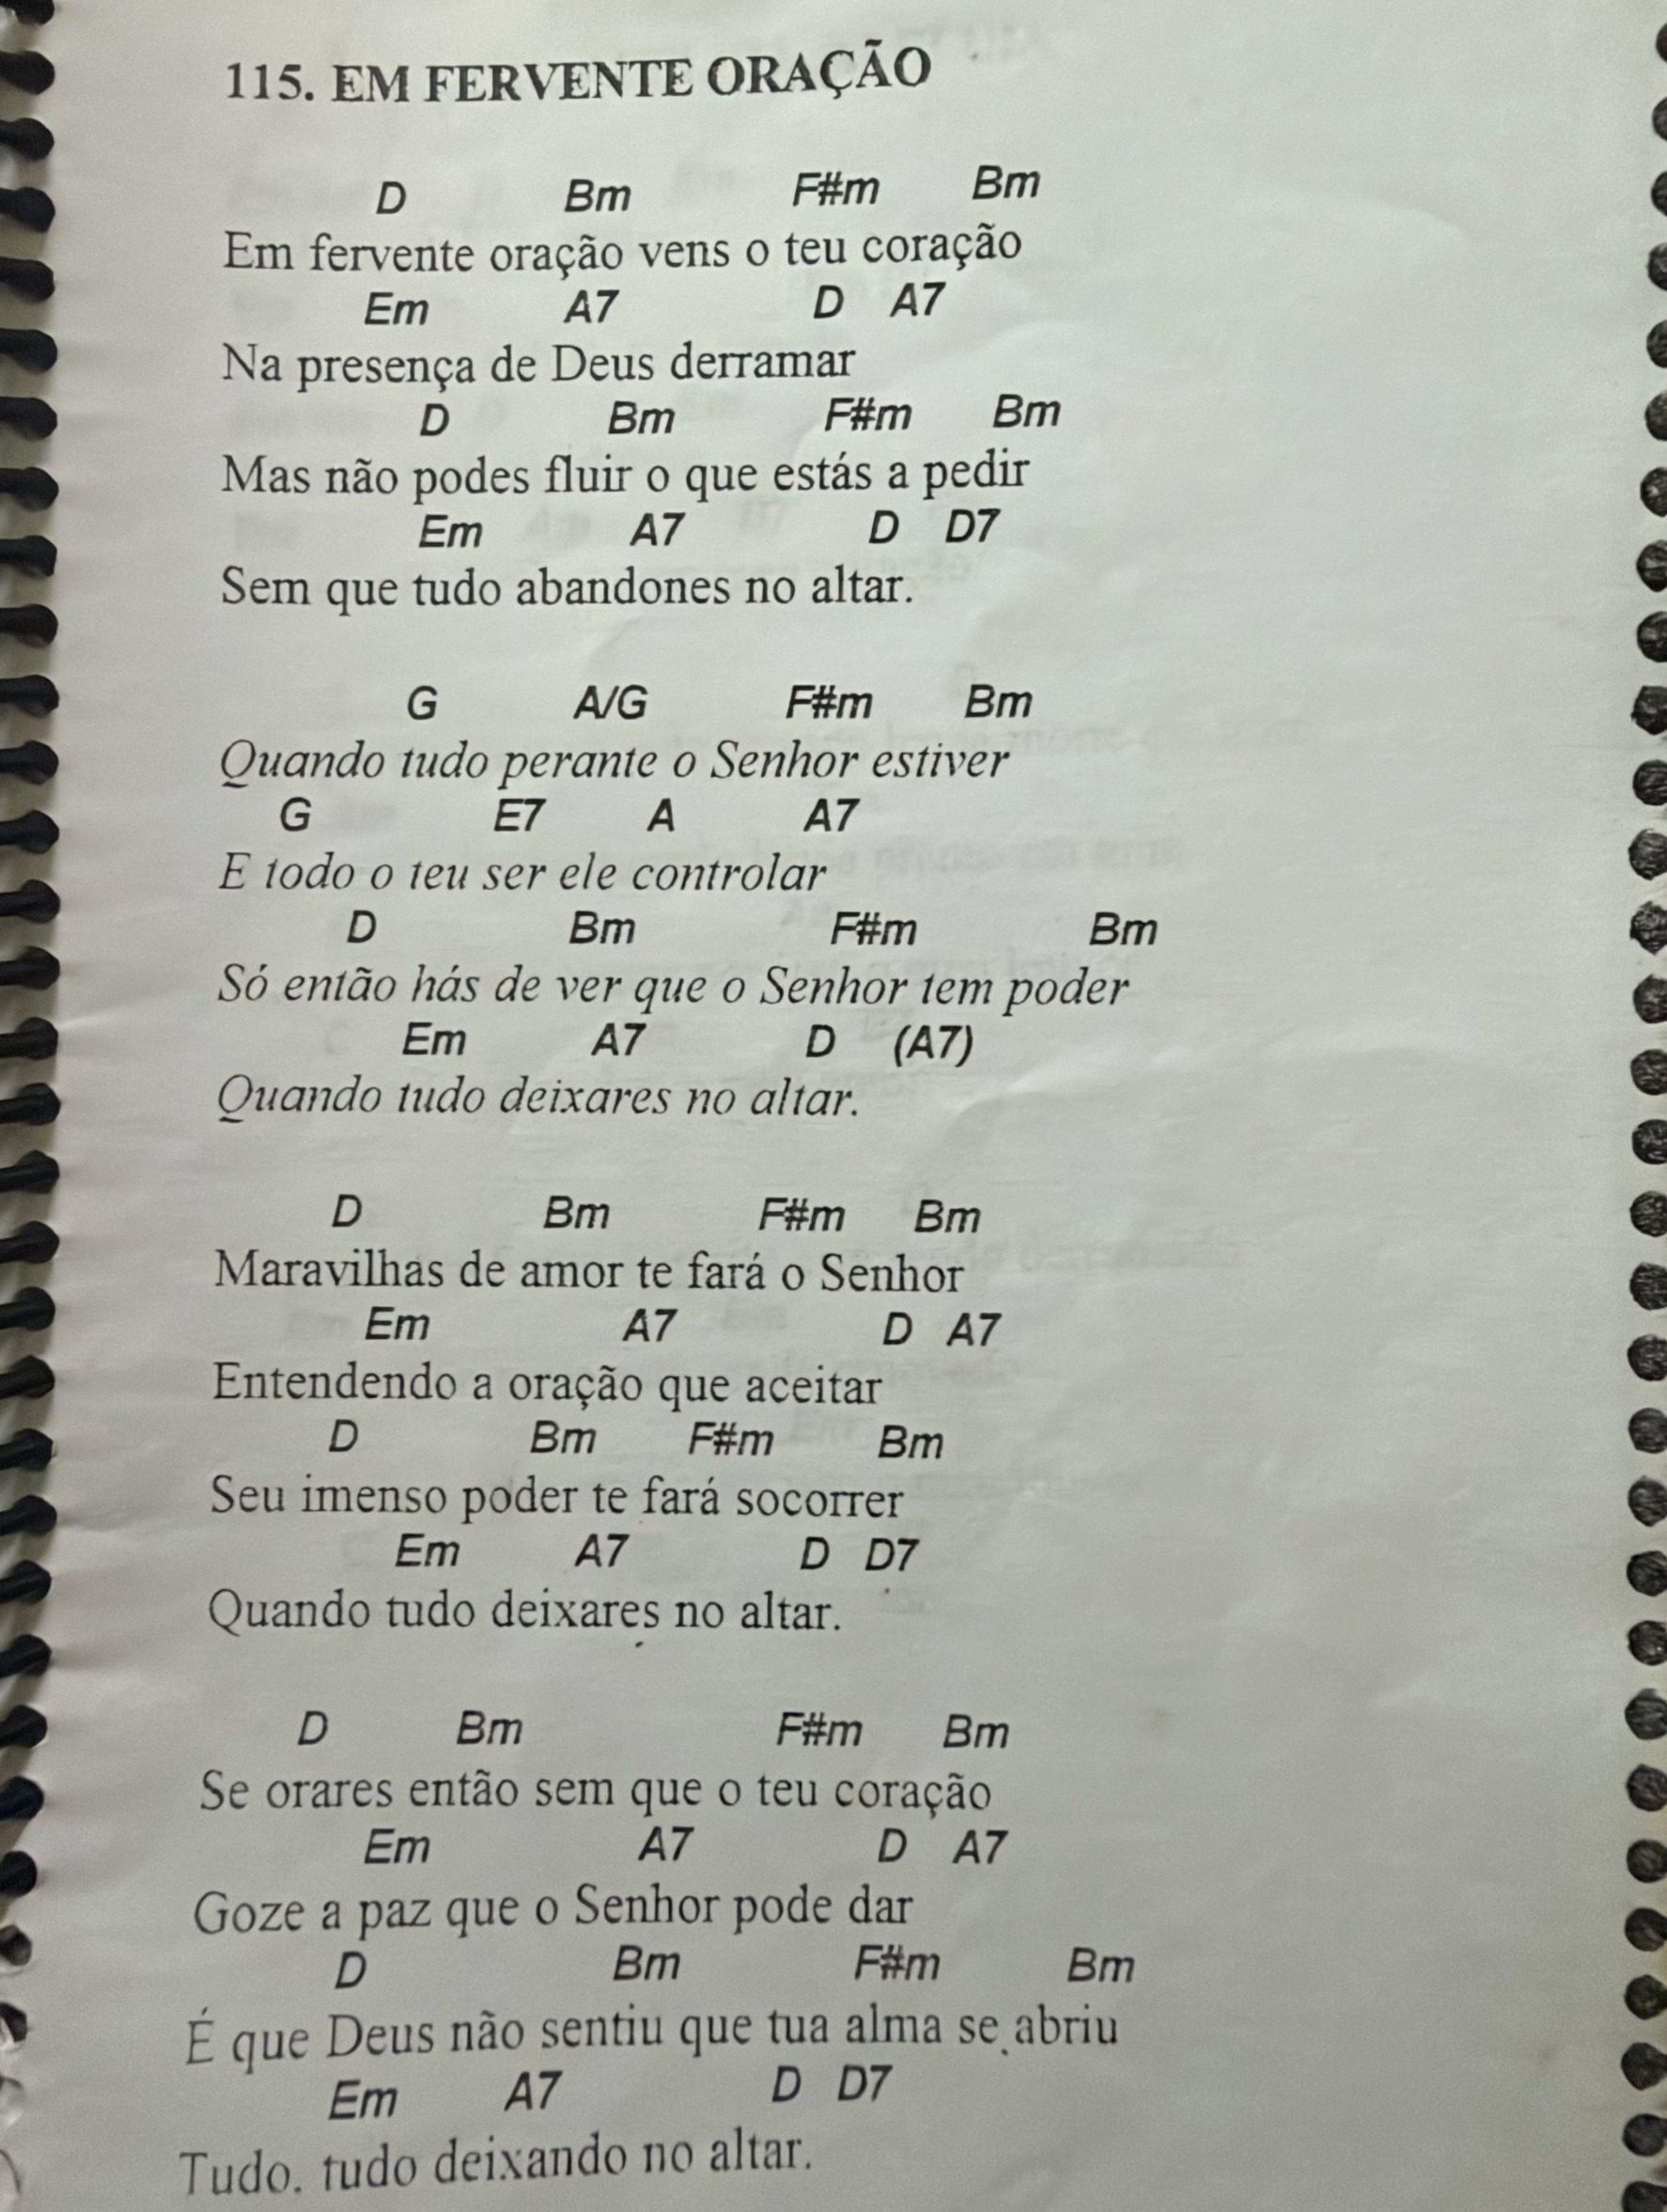 115. EM FERVENTE ORAÇÃO
D Bm F#m Bm
Em fervente oração vens o teu coração
Em A7 D A7
Na presença de Deus derramar
D Bm F#m Bm
Mas não podes fluir o que estás a pedir
Em A7 D D7
Sem que tudo abandones no altar.
G A/G F#m Bm
Quando tudo perante o Senhor estiver
G E7 A A7
E todo o teu ser ele controlar
D Bm F#m Bm
Só então hás de ver que o Senhor tem poder
Em A7 D (A7)
Quando tudo deixares no altar.
D Bm F#m Bm
Maravilhas de amor te fará o Senhor
Em A7 D A7
Entendendo a oração que aceitar
D Bm F#m Bm
Seu imenso poder te fará socorrer
Em A7 D D7
Quando tudo deixares no altar.
D Bm F#m Bm
Se orares então sem que o teu coração
Em A7 D A7
Goze a paz que o Senhor pode dar
D Bm F#m Bm
É que Deus não sentiu que tua alma se abriu
Em A7 D D7
Tudo. tudo deixando no altar.